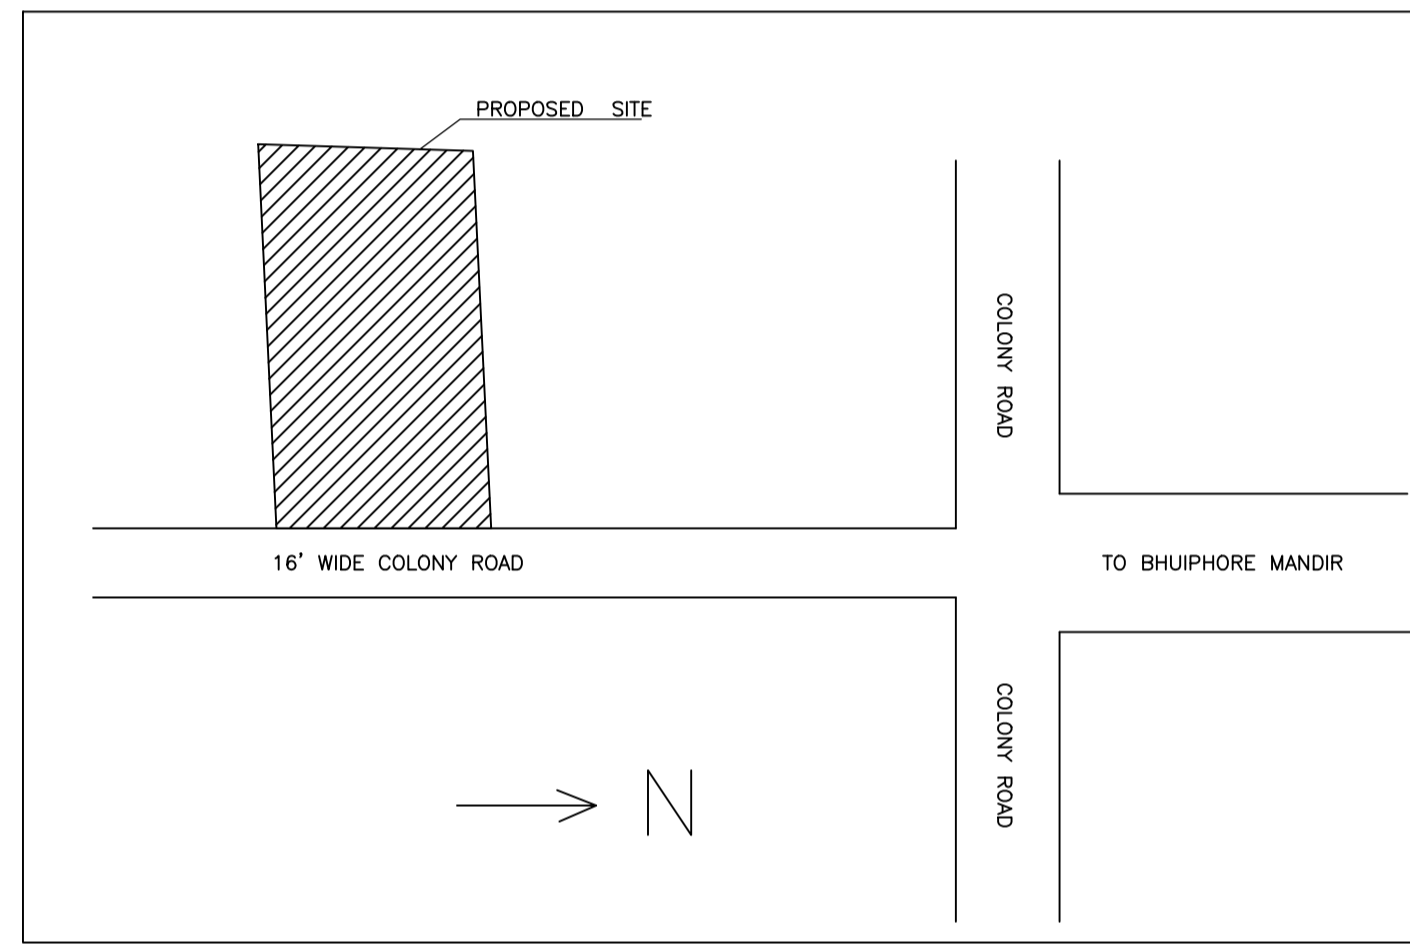 PROPOSED SITE
COLONY ROAD
16' WIDE COLONY ROAD
TO BHUIPHORE MANDIR
COLONY ROAD
N